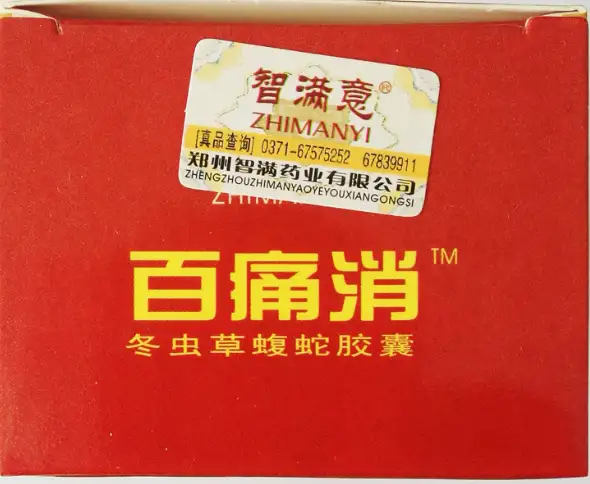 智满意®
ZHIMANYI
[真品查询] 0371-67575252 67839911
郑州智满药业有限公司
ZHENGZHOUZHIMANYAOYEYOUXIANGONGSI
百痛消™
冬虫草蝮蛇胶囊